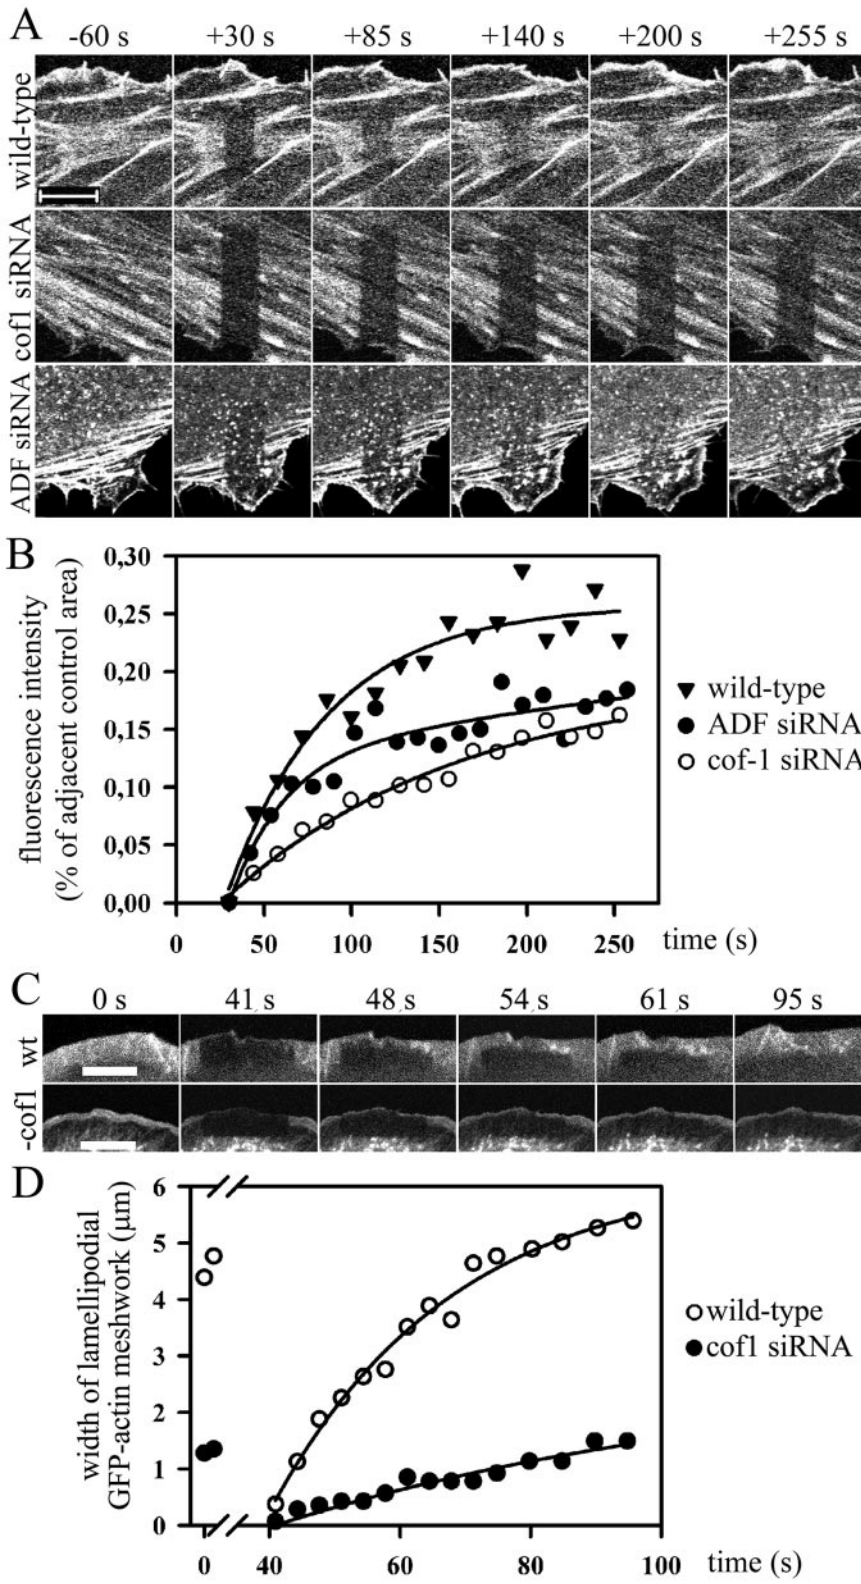 A
-60 s +30 s +85 s +140 s +200 s +255 s
wild-type
cof1 siRNA
ADF siRNA
B
fluorescence intensity
(% of adjacent control area)
0,30
0,25
0,20
0,15
0,10
0,05
0,00
0 50 100 150 200 250 time (s)
wild-type
ADF siRNA
cof-1 siRNA
C
0 s 41 s 48 s 54 s 61 s 95 s
wt
-cof1
D
width of lamellipodial
GFP-actin meshwork (μm)
6
5
4
3
2
1
0
0 40 60 80 100 time (s)
wild-type
cof1 siRNA